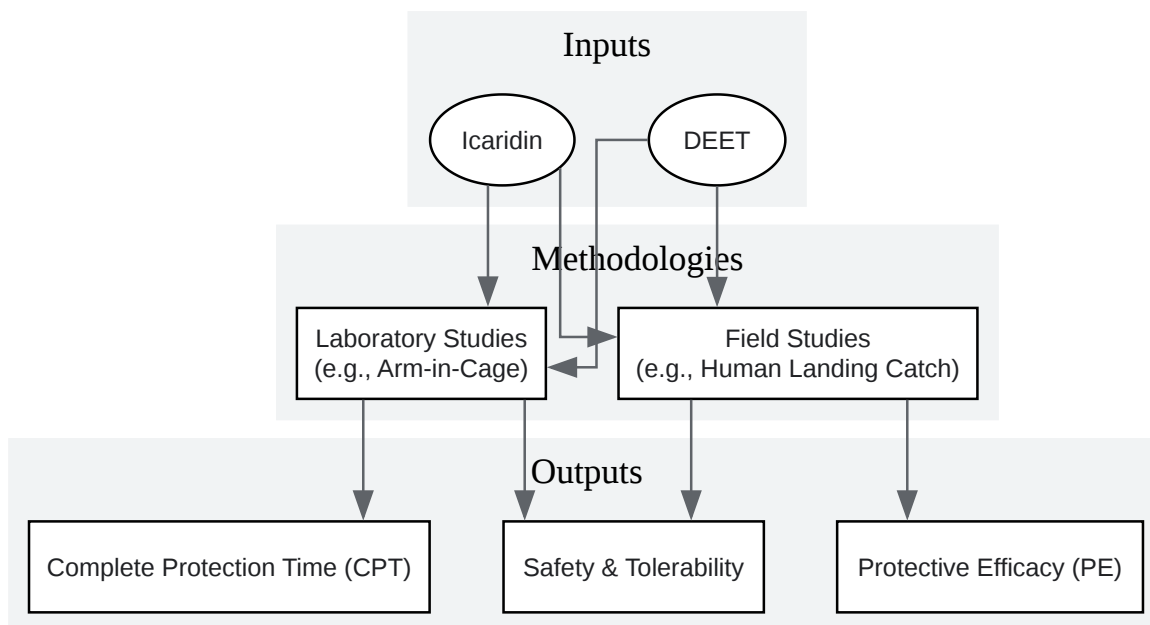 Inputs
Icaridin
DEET
Methodologies
Laboratory Studies
(e.g., Arm-in-Cage)
Field Studies
(e.g., Human Landing Catch)
Outputs
Complete Protection Time (CPT)
Safety & Tolerability
Protective Efficacy (PE)